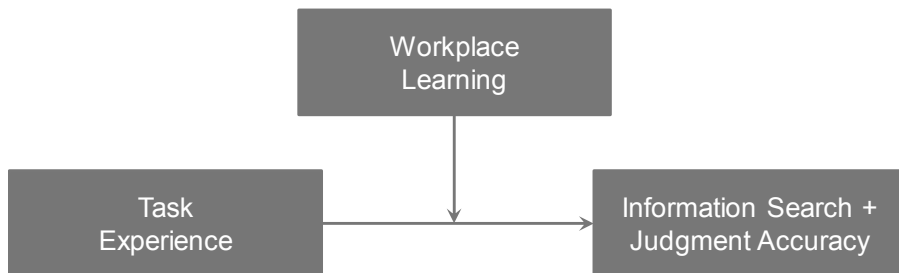 Workplace
Learning
Task
Experience
Information Search +
Judgment Accuracy